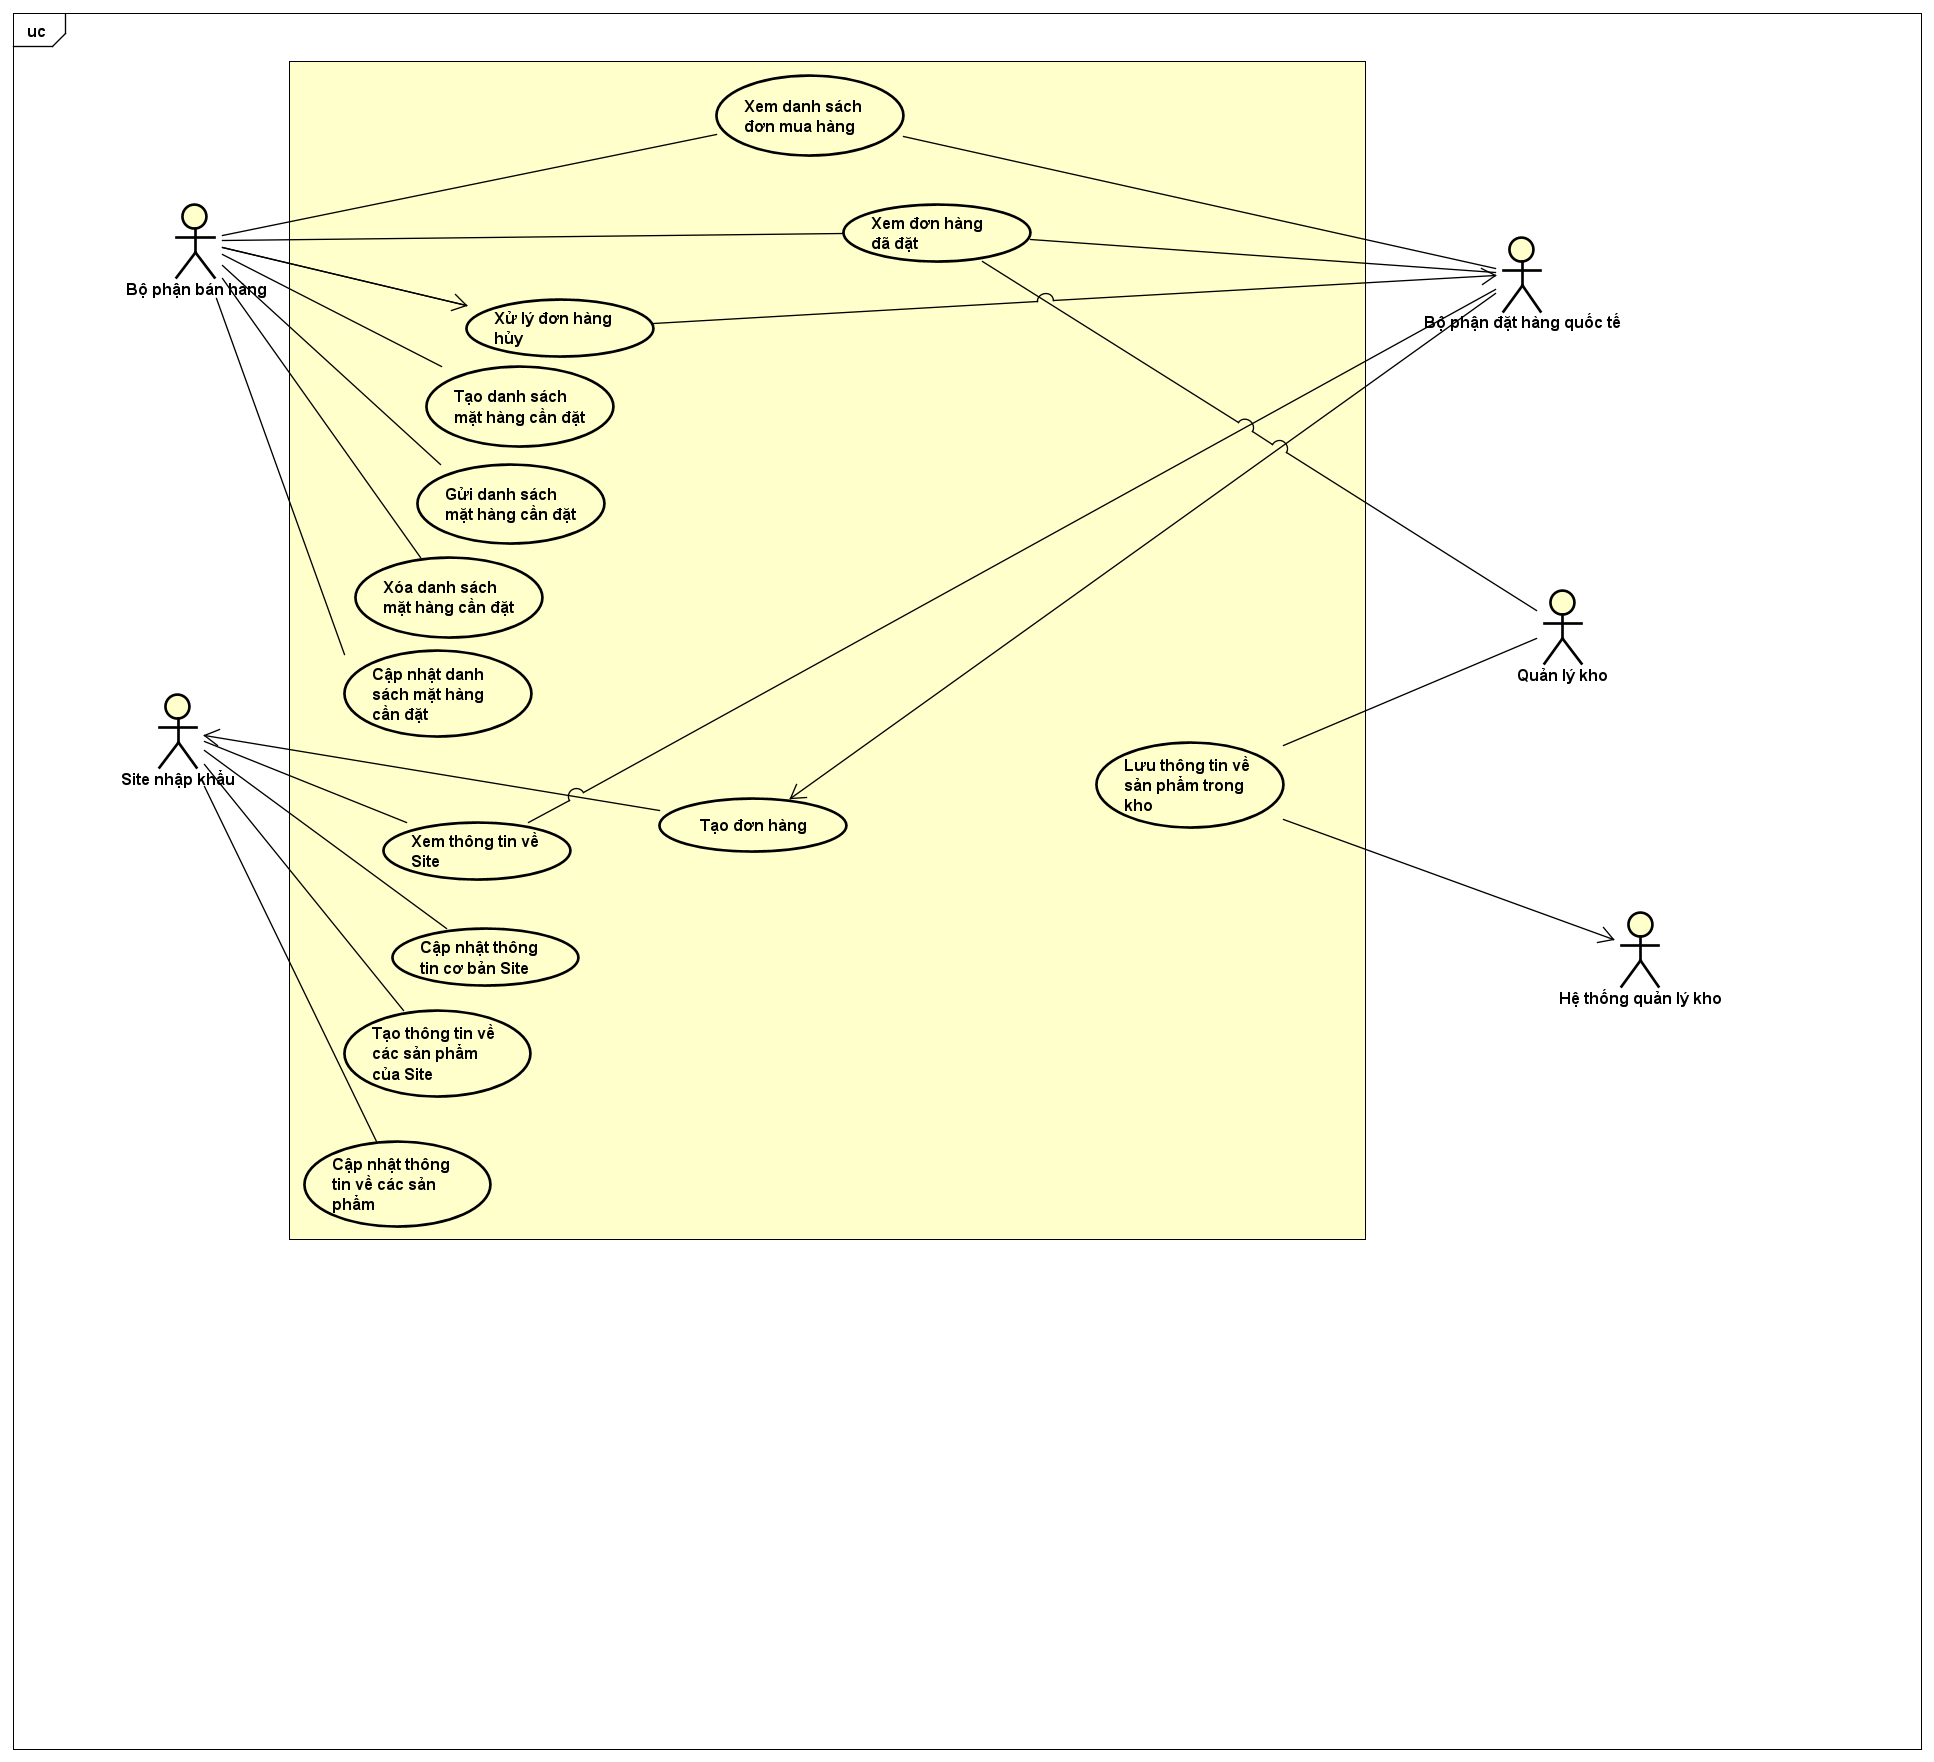 uc
Xem danh sách
đơn mua hàng
Xem đơn hàng
đã đặt
Bộ phận bán hàng
Xử lý đơn hàng
hủy
Bộ phận đặt hàng quốc tế
Tạo danh sách
mặt hàng cần đặt
Gửi danh sách
mặt hàng cần đặt
Xóa danh sách
mặt hàng cần đặt
Cập nhật danh
sách mặt hàng
cần đặt
Quản lý kho
Site nhập khẩu
Lưu thông tin về
sản phẩm trong
kho
Tạo đơn hàng
Xem thông tin về
Site
Cập nhật thông
tin cơ bản Site
Hệ thống quản lý kho
Tạo thông tin về
các sản phẩm
của Site
Cập nhật thông
tin về các sản
phẩm